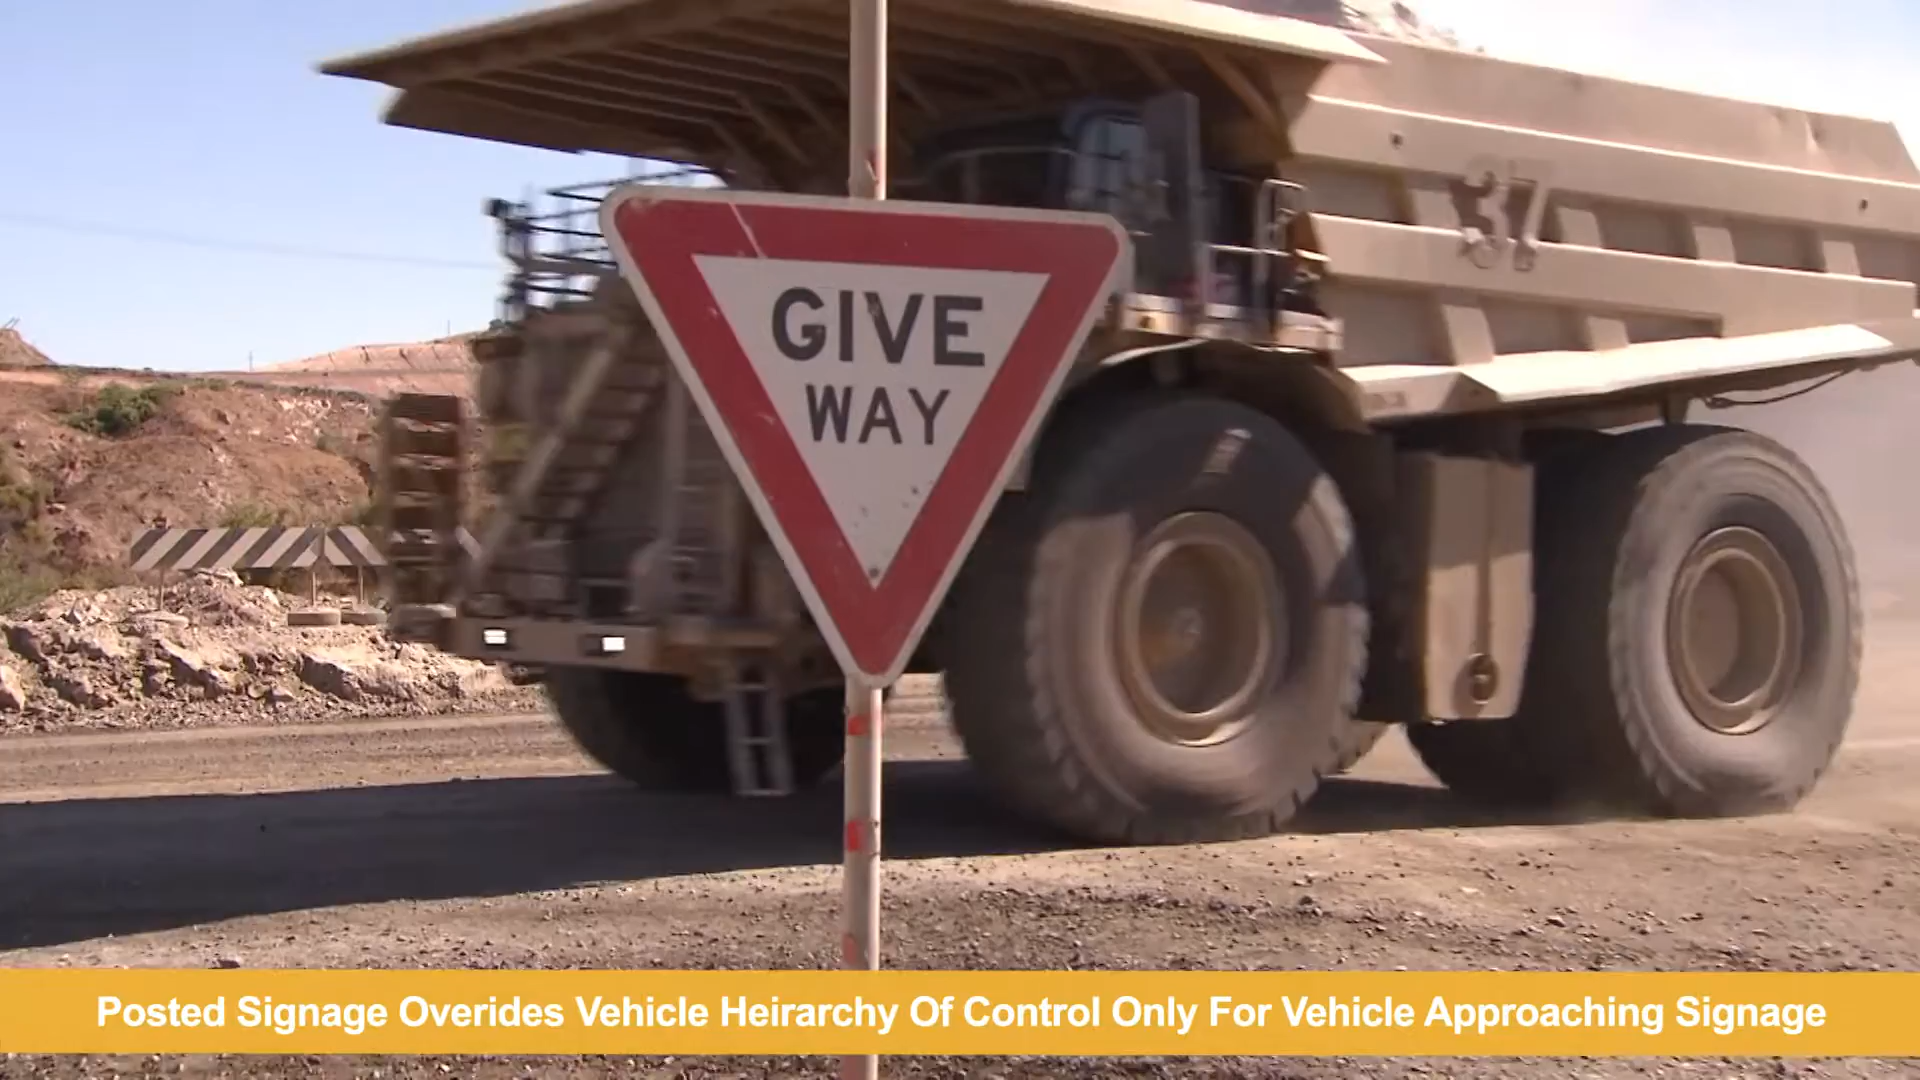 37
GIVE
WAY
Posted Signage Overides Vehicle Heirarchy Of Control Only For Vehicle Approaching Signage